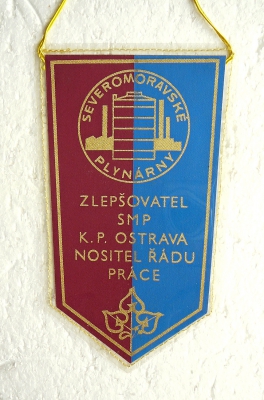 SEVEROMORAVSKÉ
PLYNÁRNY
ZLEPŠOVATEL
SMP
K.P. OSTRAVA
NOSITEL ŘÁDU
PRÁCE